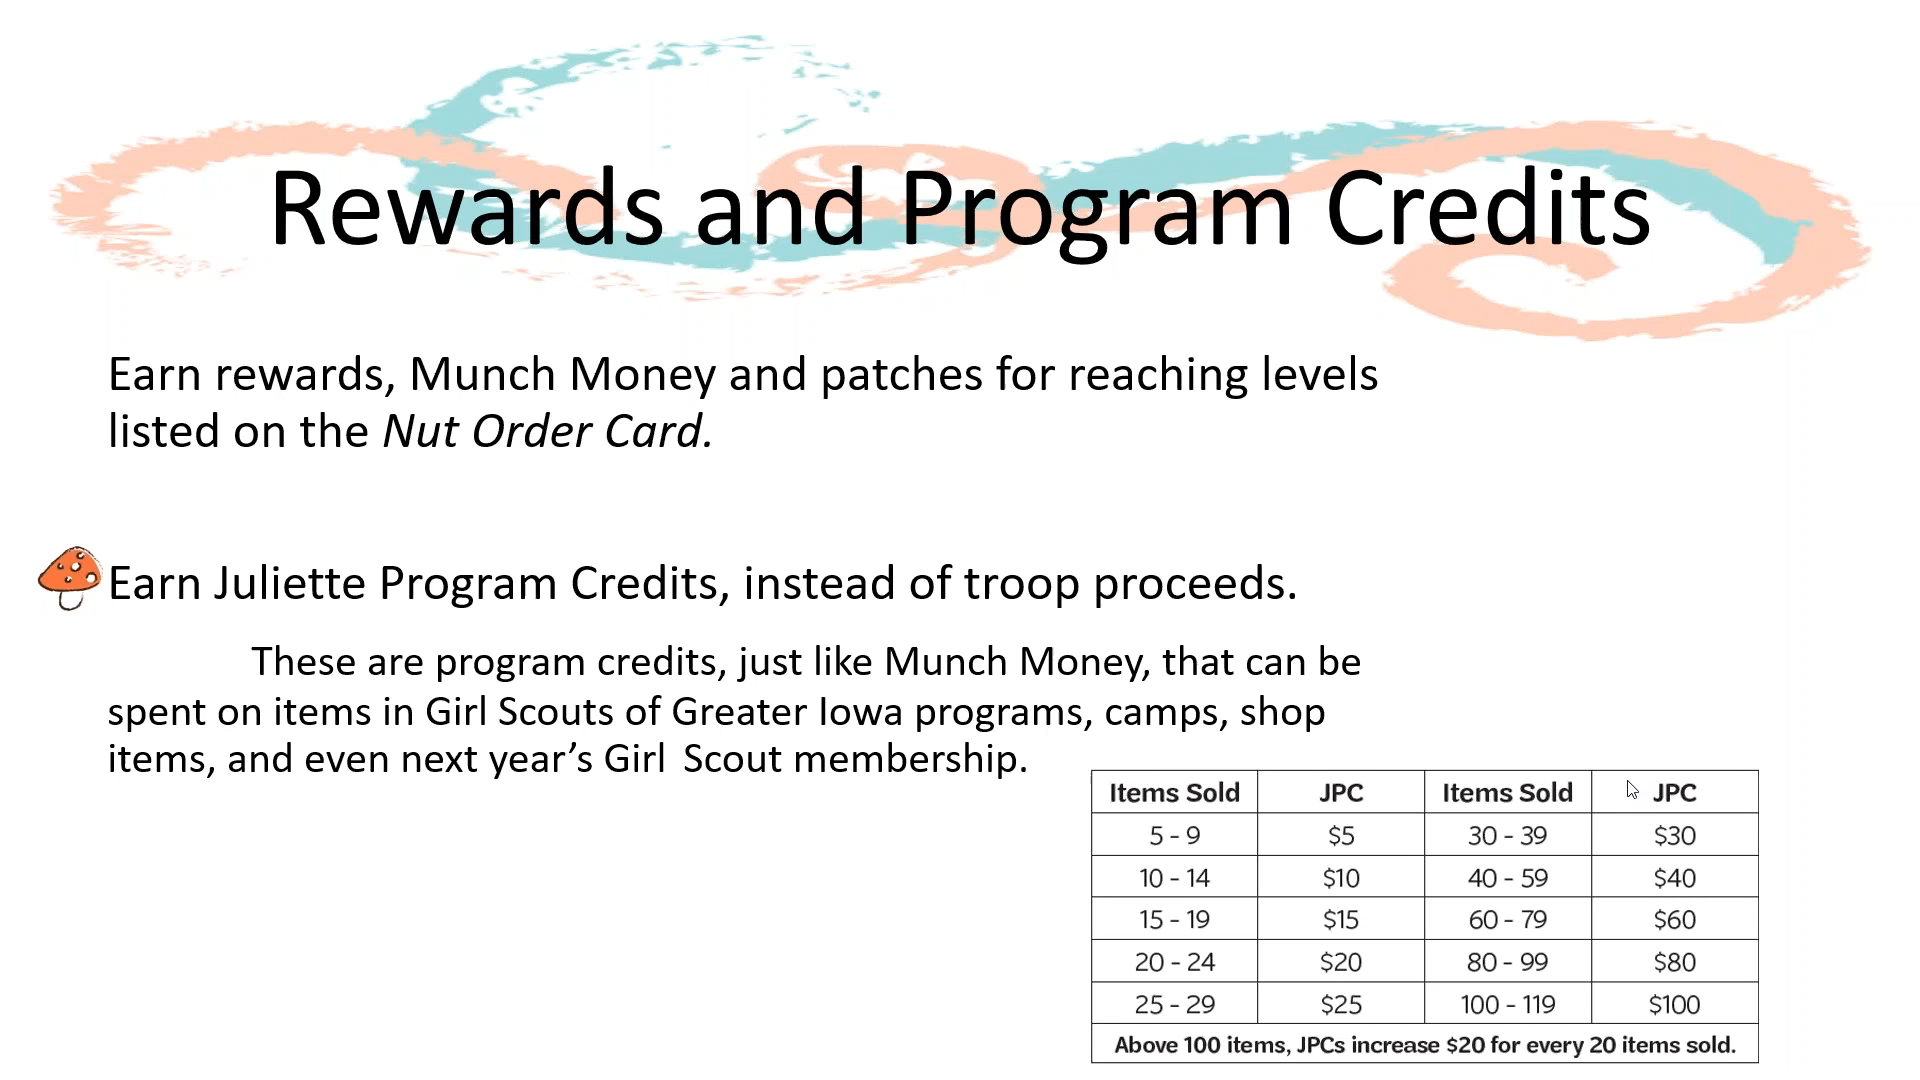 Rewards and Program Credits
Earn rewards, Munch Money and patches for reaching levels
listed on the Nut Order Card.
Earn Juliette Program Credits, instead of troop proceeds.
These are program credits, just like Munch Money, that can be
spent on items in Girl Scouts of Greater Iowa programs, camps, shop
items, and even next year’s Girl Scout membership.
Items Sold JPC Items Sold JPC
5 - 9 $5 30 - 39 $30
10 - 14 $10 40 - 59 $40
15 - 19 $15 60 - 79 $60
20 - 24 $20 80 - 99 $80
25 - 29 $25 100 - 119 $100
Above 100 items, JPCs increase $20 for every 20 items sold.